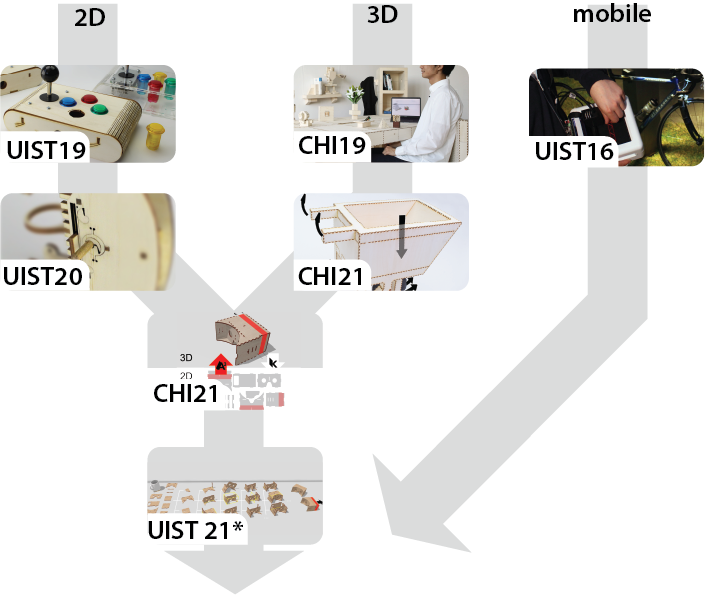 2D
3D
mobile
UIST19
CHI19
UIST16
UIST20
CHI21
3D
2D
CHI21
UIST 21*